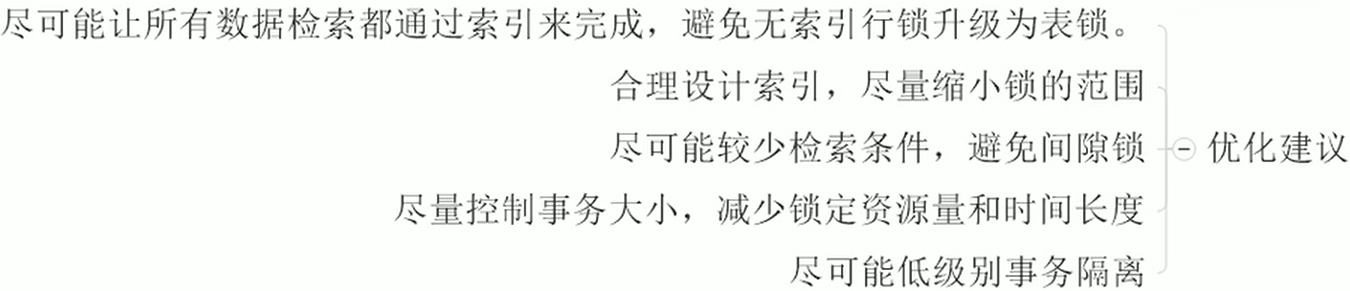 尽可能让所有数据检索都通过索引来完成，避免无索引行锁升级为表锁。
合理设计索引，尽量缩小锁的范围
尽可能较少检索条件，避免间隙锁
优化建议
尽量控制事务大小，减少锁定资源量和时间长度
尽可能低级别事务隔离